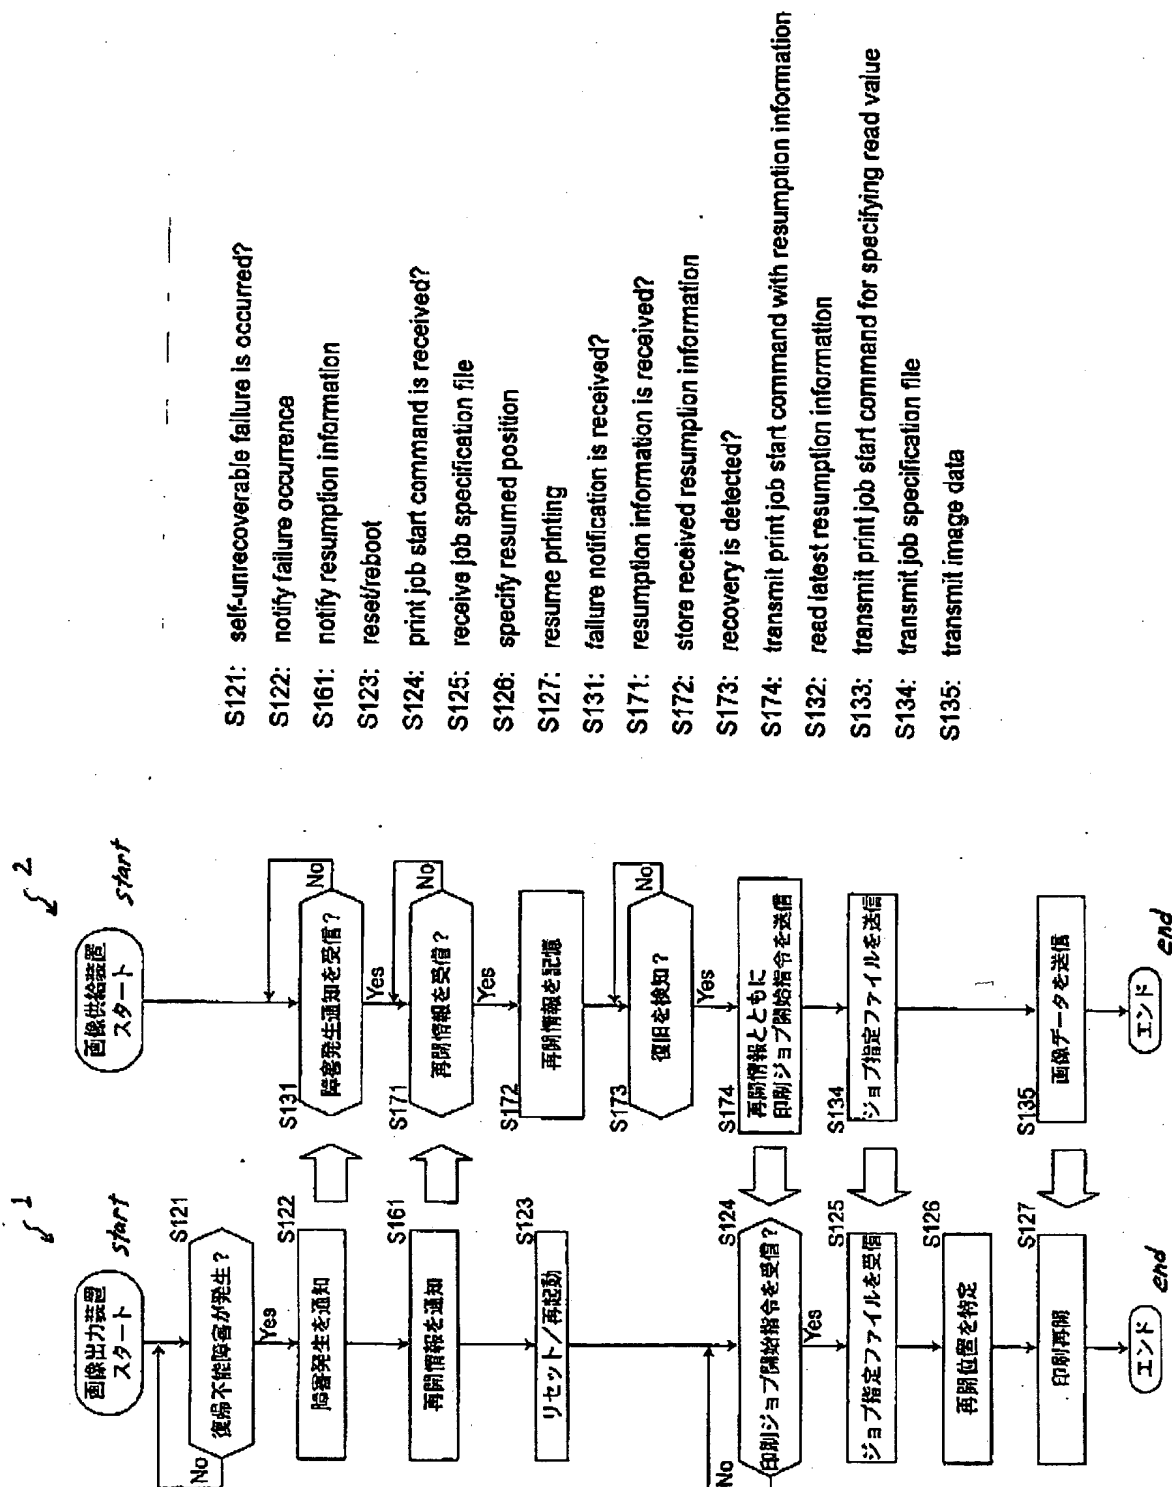 1
画像出力装置
スタート
start
S121
復帰不能障害が発生？
No
Yes
S122
障害発生を通知
S161
再開情報を通知
S123
リセット／再起動
S124
印刷ジョブ開始指令を受信？
No
Yes
S125
ジョブ指定ファイルを受信
S126
再開位置を特定
S127
印刷再開
エンド
end
2
画像供給装置
スタート
start
S131
障害発生通知を受信？
No
Yes
S171
再開情報を受信？
No
Yes
S172
再開情報を記憶
S173
復旧を検知？
No
Yes
S174
再開情報とともに
印刷ジョブ開始指令を送信
S134
ジョブ指定ファイルを送信
S135
画像データを送信
エンド
end
S121: self-unrecoverable failure is occurred?
S122: notify failure occurrence
S161: notify resumption information
S123: reset/reboot
S124: print job start command is received?
S125: receive job specification file
S126: specify resumed position
S127: resume printing
S131: failure notification is received?
S171: resumption information is received?
S172: store received resumption information
S173: recovery is detected?
S174: transmit print job start command with resumption information
S132: read latest resumption information
S133: transmit print job start command for specifying read value
S134: transmit job specification file
S135: transmit image data